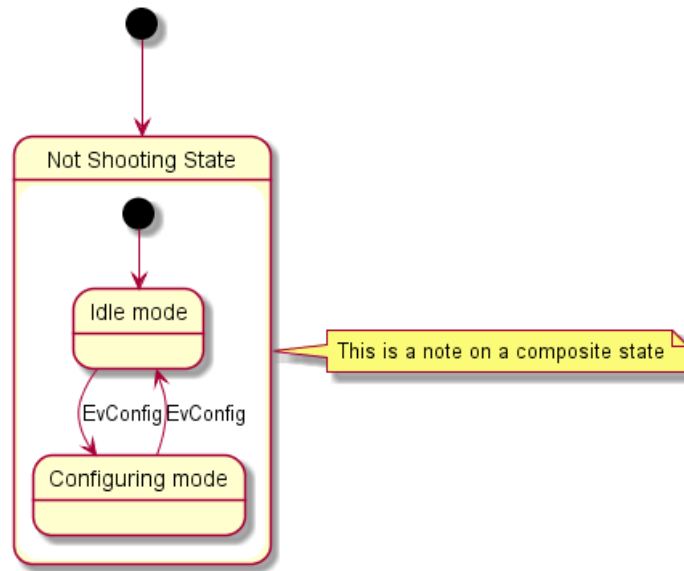 Not Shooting State
Idle mode
This is a note on a composite state
EvConfig
EvConfig
Configuring mode